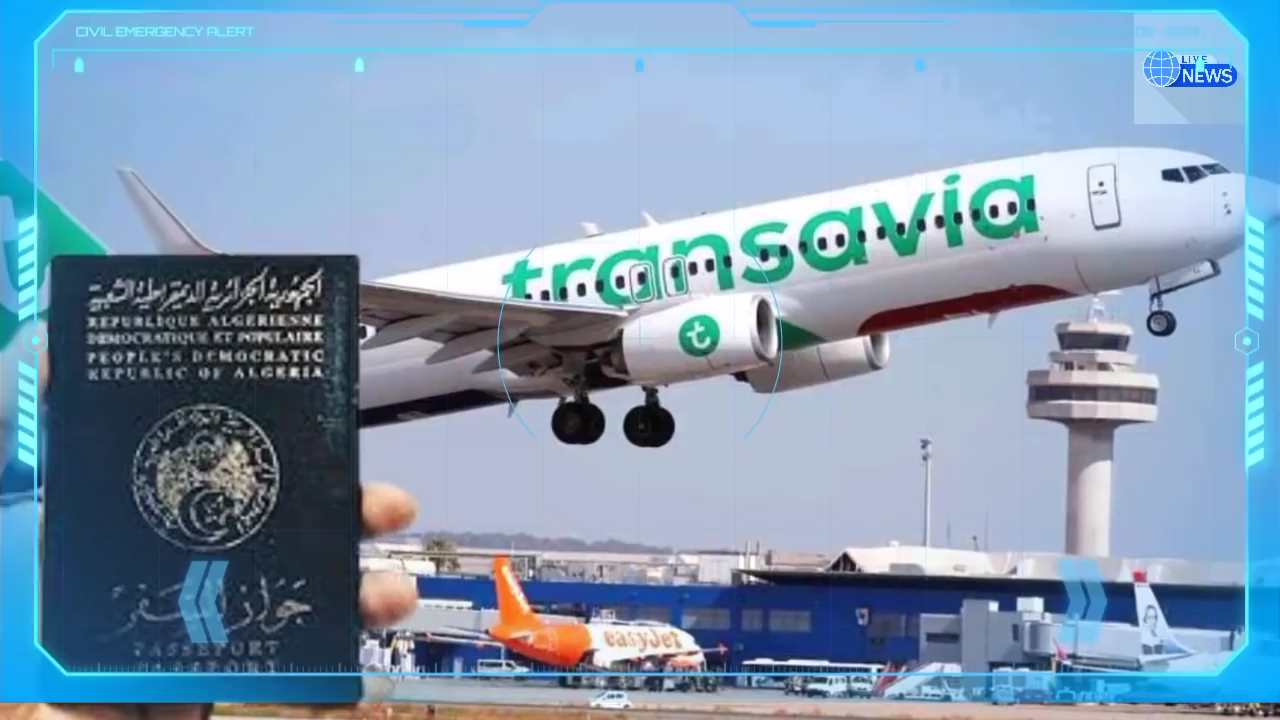 CIVIL EMERGENCY ALERT
LIVE
NEWS
transavia
الجمهورية الجزائرية الديمقراطية الشعبية
REPUBLIQUE ALGERIENNE
DEMOCRATIQUE ET POPULAIRE
PEOPLE'S DEMOCRATIC
REPUBLIC OF ALGERIA
t
جواز سفر
PASSEPORT
PASSPORT
easyJet